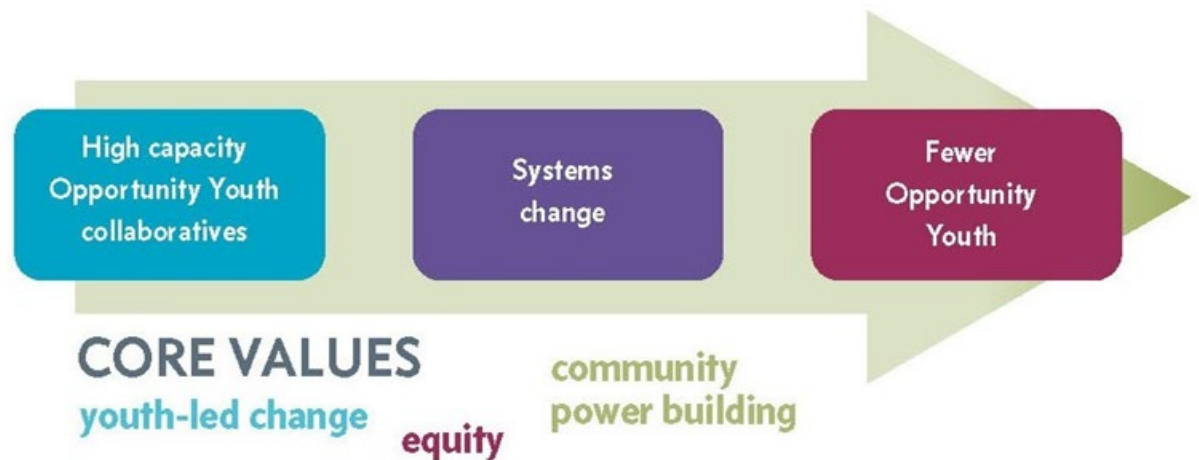 High capacity
Opportunity Youth
collaboratives
Systems
change
Fewer
Opportunity
Youth
CORE VALUES
youth-led change
equity
community
power building